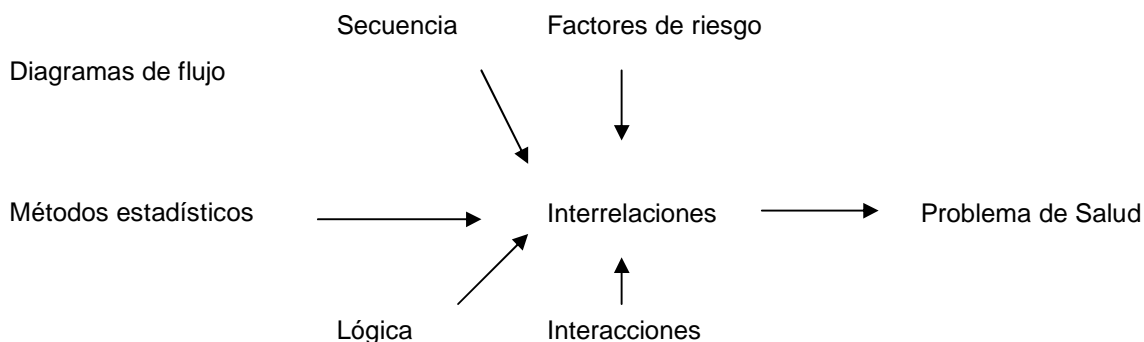 Secuencia
Factores de riesgo
Diagramas de flujo
Métodos estadísticos
Interrelaciones
Problema de Salud
Lógica
Interacciones